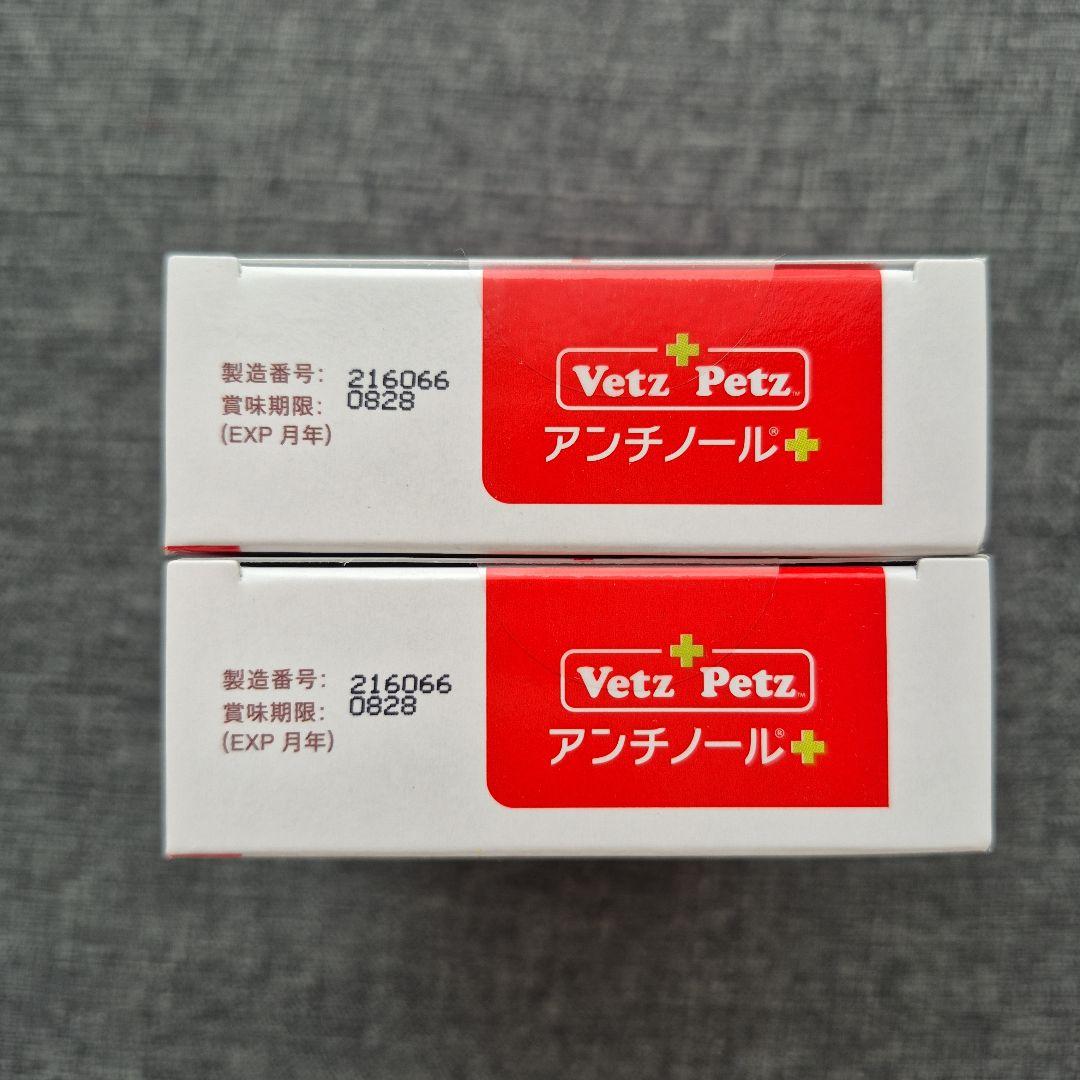 製造番号: 216066
賞味期限: 0828
(EXP 月年)
Vetz Petz™
アンチノール®+
製造番号: 216066
賞味期限: 0828
(EXP 月年)
Vetz Petz™
アンチノール®+